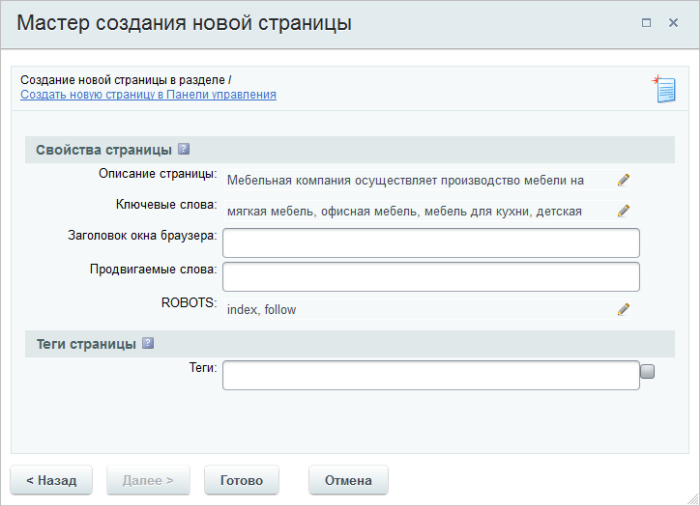 Мастер создания новой страницы
Создание новой страницы в разделе /
Создать новую страницу в Панели управления
Свойства страницы
Описание страницы: Мебельная компания осуществляет производство мебели на
Ключевые слова: мягкая мебель, офисная мебель, мебель для кухни, детская
Заголовок окна браузера:
Продвигаемые слова:
ROBOTS: index, follow
Теги страницы
Теги:
< Назад Далее > Готово Отмена